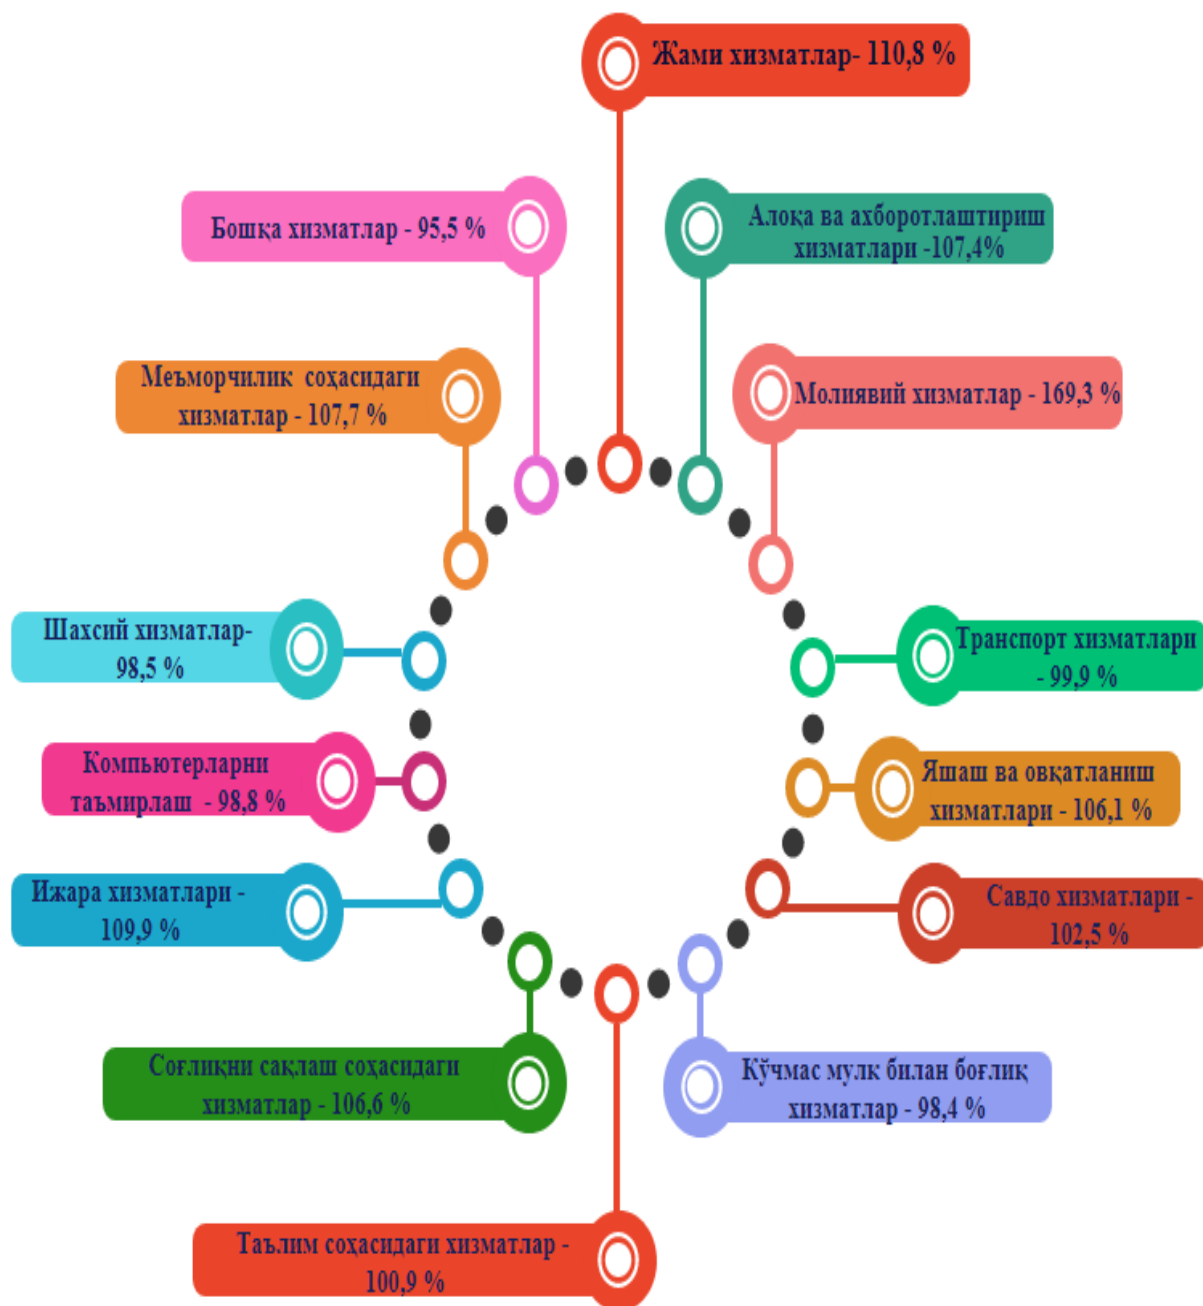 Жами хизматлар- 110,8 %
Бошқа хизматлар - 95,5 %
Алоқа ва ахборотлаштириш
хизматлари -107,4%
Меъморчилик соҳасидаги
хизматлар - 107,7 %
Молиявий хизматлар - 169,3 %
Шахсий хизматлар-
98,5 %
Транспорт хизматлари
- 99,9 %
Компьютерларни
таъмирлаш - 98,8 %
Яшаш ва овқатланиш
хизматлари - 106,1 %
Ижара хизматлари -
109,9 %
Савдо хизматлари -
102,5 %
Соғлиқни сақлаш соҳасидаги
хизматлар - 106,6 %
Кўчмас мулк билан боғлиқ
хизматлар - 98,4 %
Таълим соҳасидаги хизматлар -
100,9 %